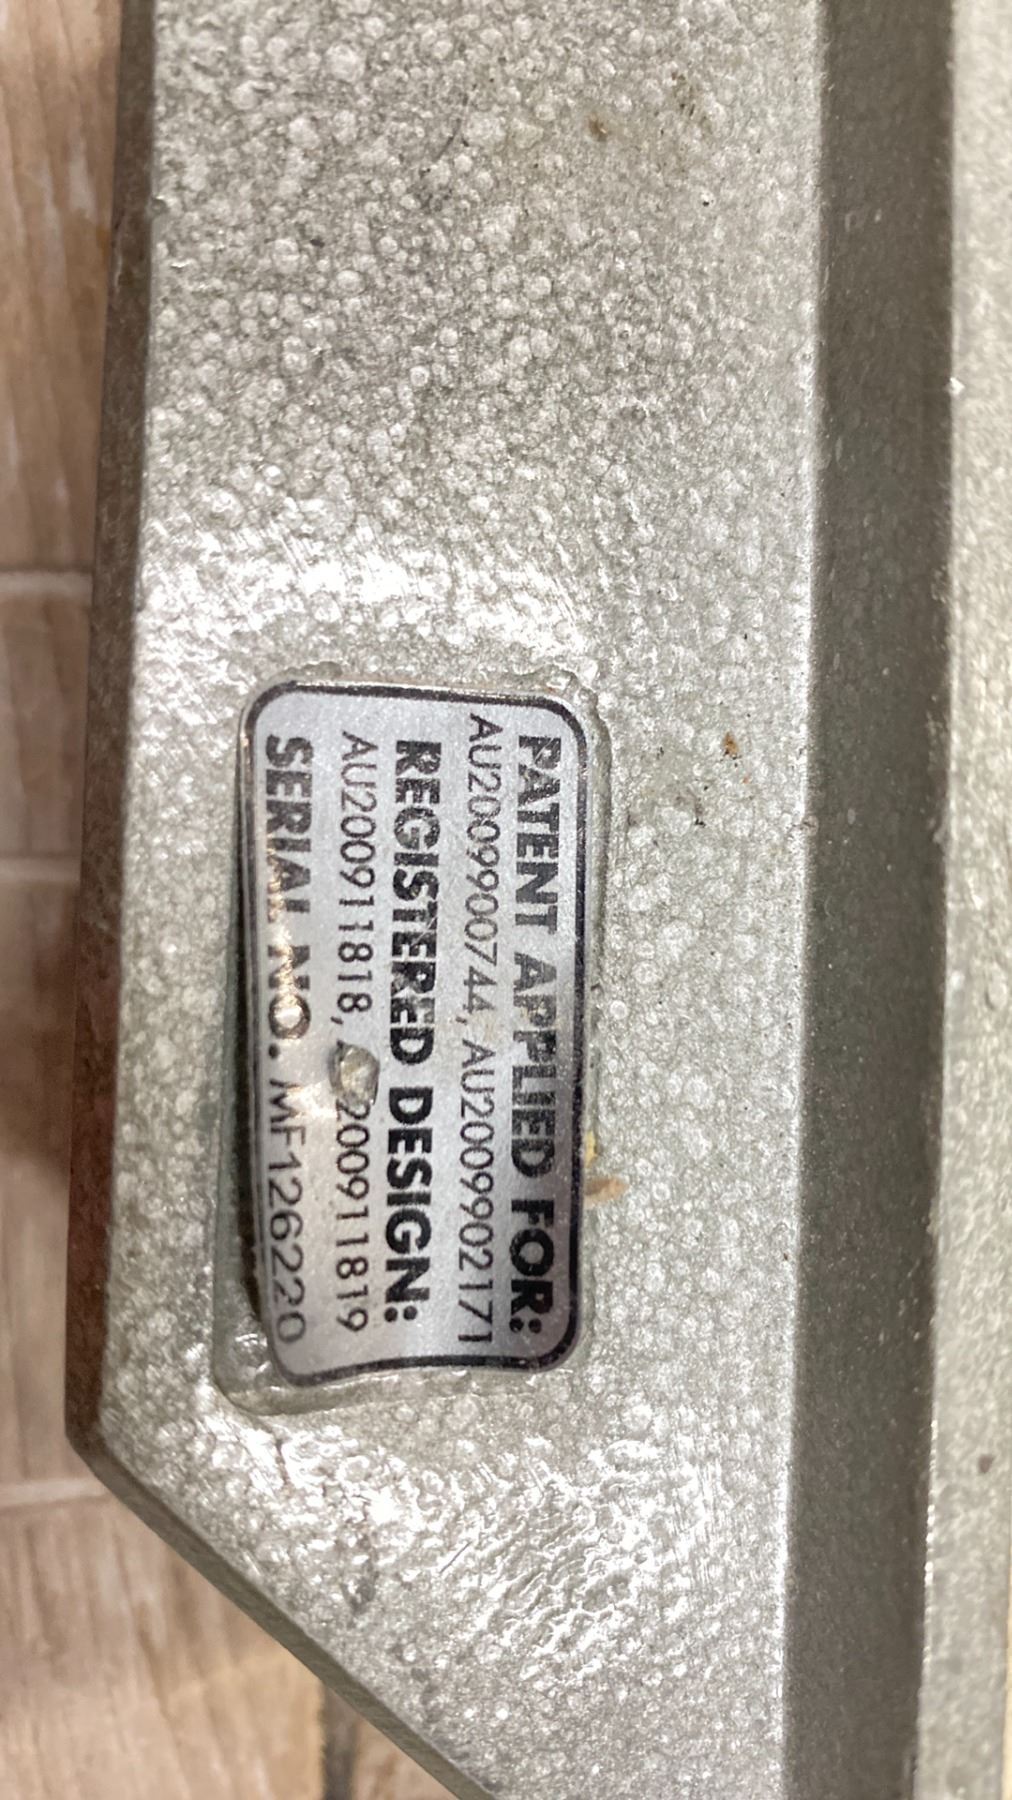 PATENT APPLIED FOR:
AU2009900744, AU2009902171
REGISTERED DESIGN:
AU200911818, 200911819
SERIAL NO. MF126220